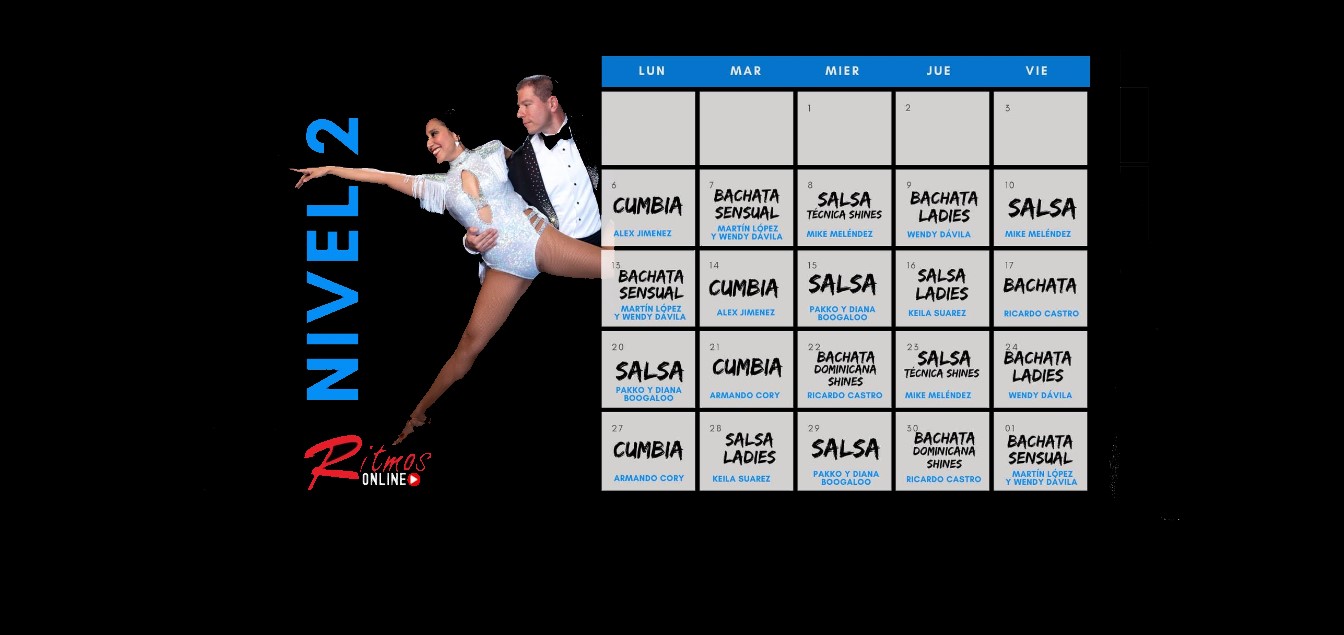 NIVEL 2
Ritmos
ONLINE
LUN MAR MIER JUE VIE
1 2 3
6
CUMBIA
ALEX JIMENEZ
7
BACHATA
SENSUAL
MARTÍN LÓPEZ
Y WENDY DÁVILA
8
SALSA
TÉCNICA SHINES
MIKE MELÉNDEZ
9
BACHATA
LADIES
WENDY DÁVILA
10
SALSA
MIKE MELÉNDEZ
13
BACHATA
SENSUAL
MARTÍN LÓPEZ
Y WENDY DÁVILA
14
CUMBIA
ALEX JIMENEZ
15
SALSA
PAKKO Y DIANA
BOOGALOO
16
SALSA
LADIES
KEILA SUAREZ
17
BACHATA
RICARDO CASTRO
20
SALSA
PAKKO Y DIANA
BOOGALOO
21
CUMBIA
ARMANDO CORY
22
BACHATA
DOMINICANA
SHINES
RICARDO CASTRO
23
SALSA
TÉCNICA SHINES
MIKE MELÉNDEZ
24
BACHATA
LADIES
WENDY DÁVILA
27
CUMBIA
ARMANDO CORY
28
SALSA
LADIES
KEILA SUAREZ
29
SALSA
PAKKO Y DIANA
BOOGALOO
30
BACHATA
DOMINICANA
SHINES
RICARDO CASTRO
01
BACHATA
SENSUAL
MARTÍN LÓPEZ
Y WENDY DÁVILA